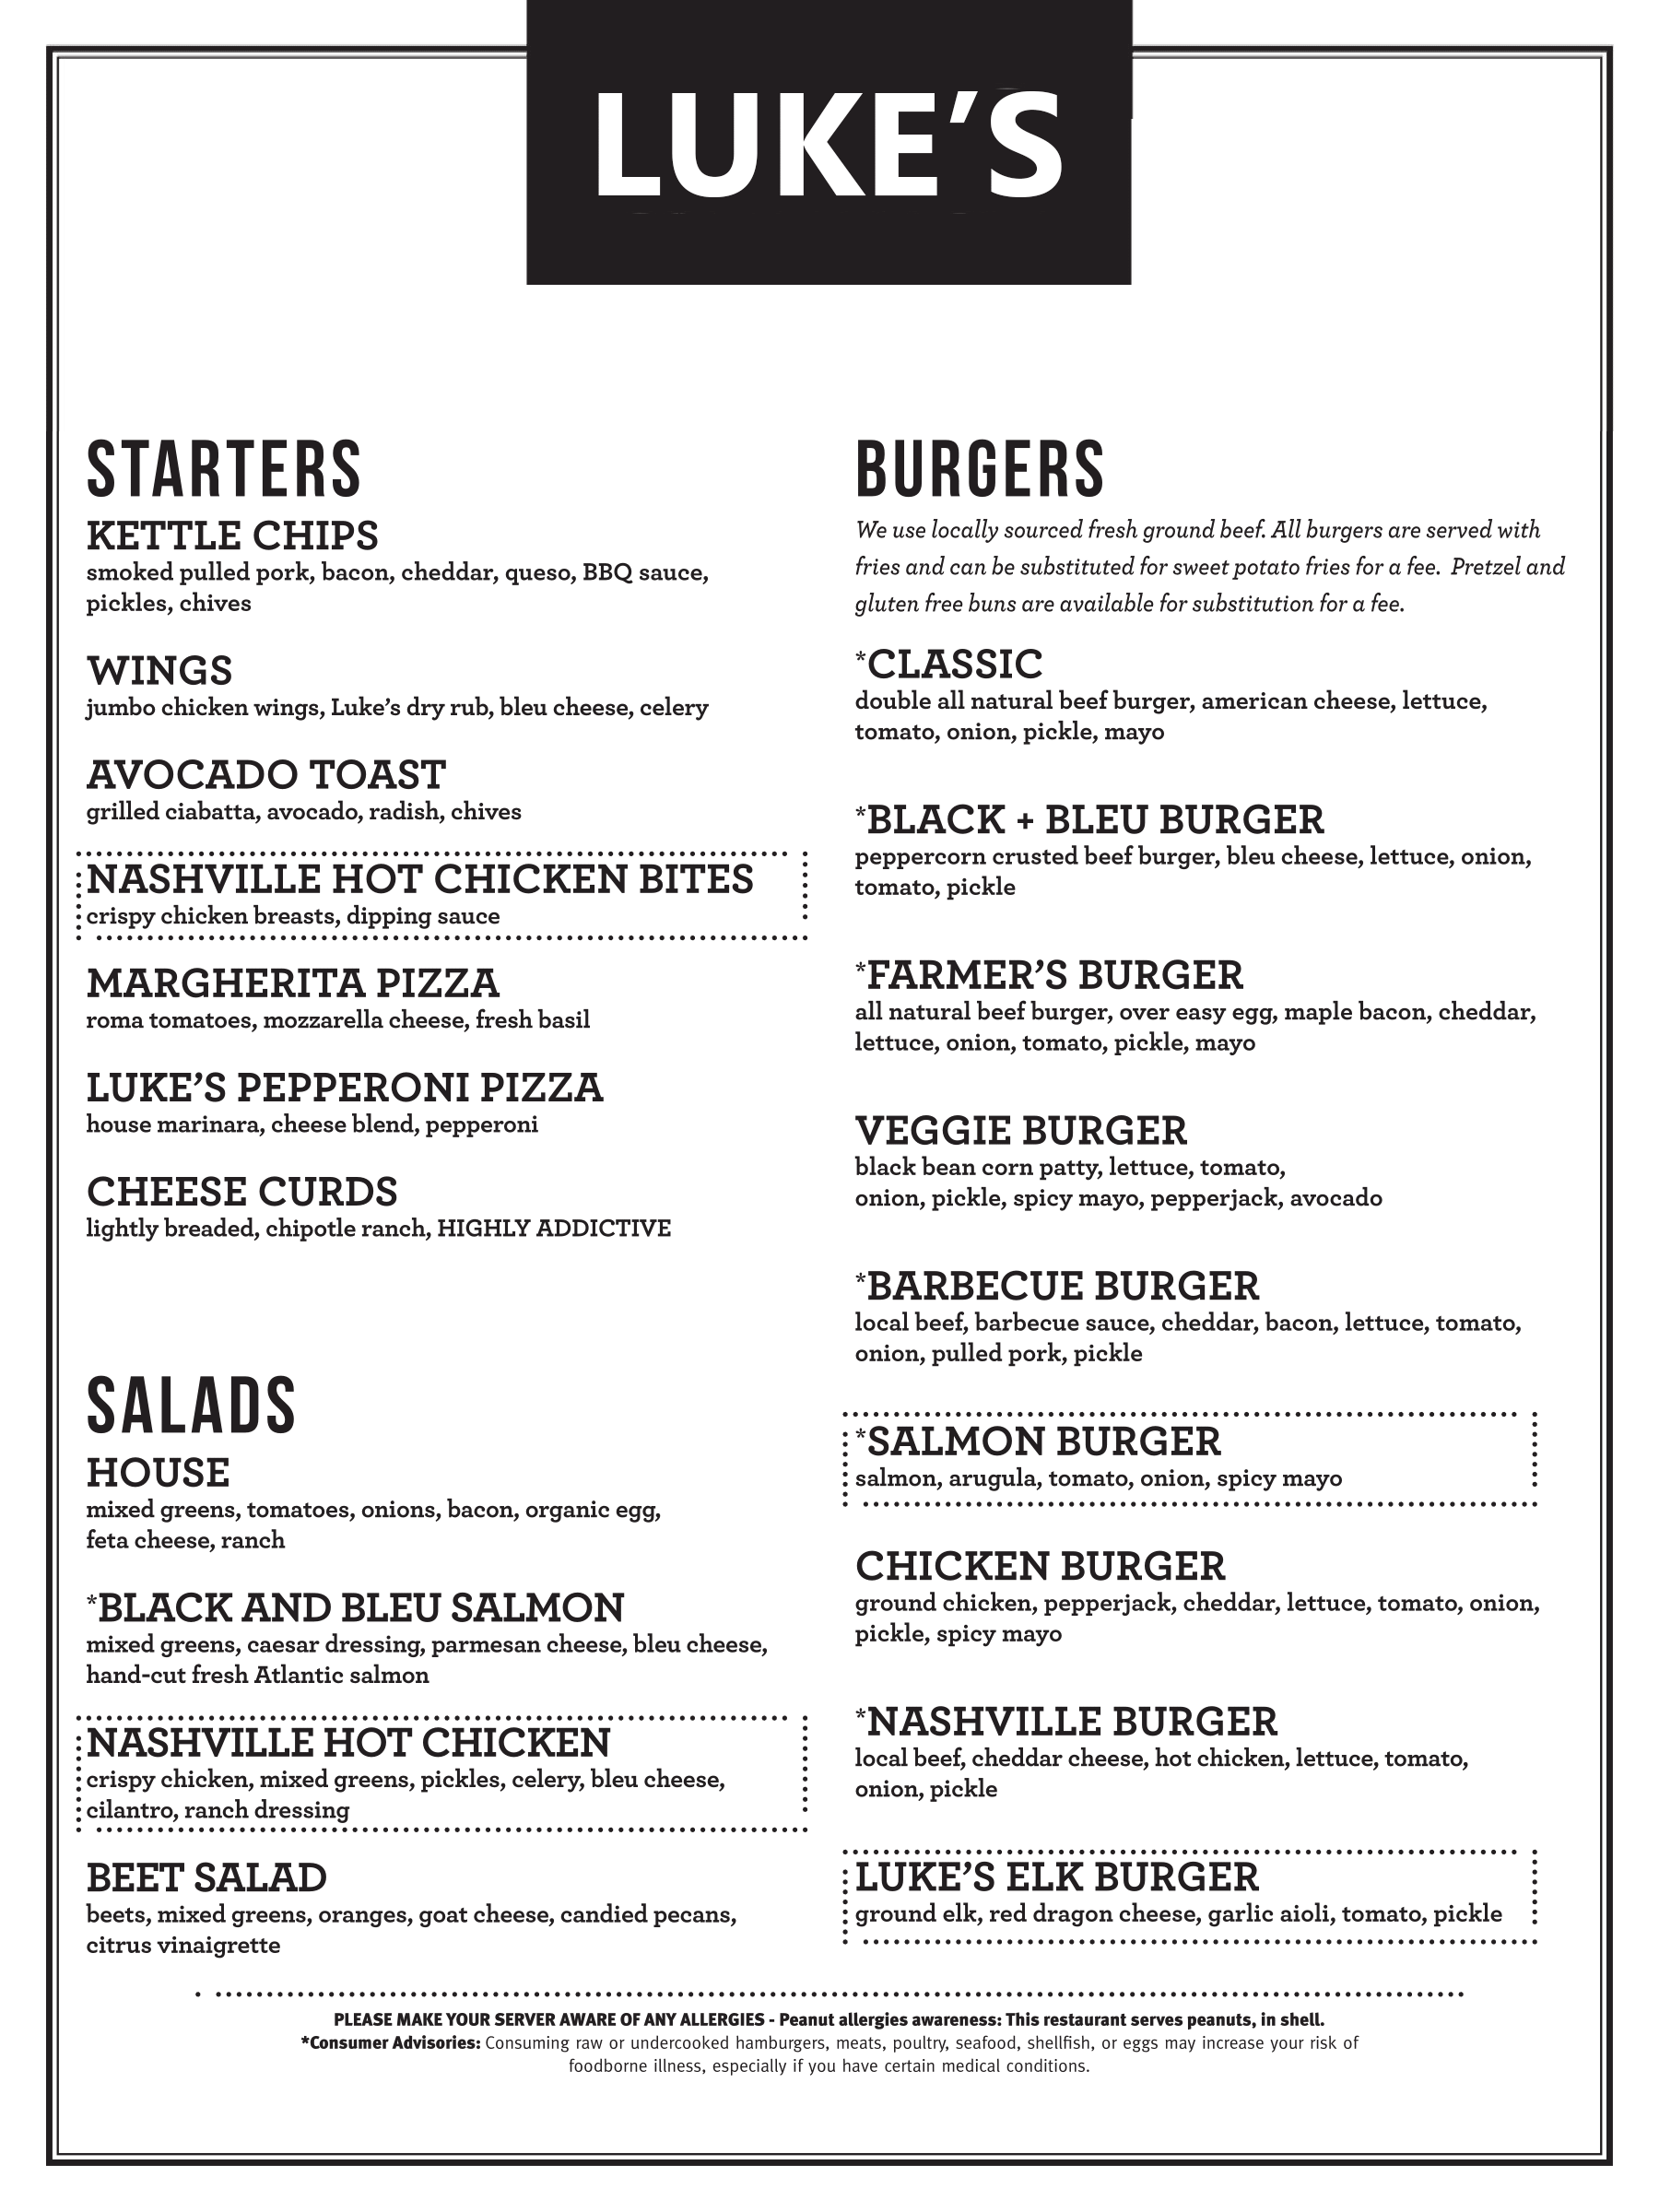 LUKE’S
STARTERS
KETTLE CHIPS
smoked pulled pork, bacon, cheddar, queso, BBQ sauce,
pickles, chives
WINGS
jumbo chicken wings, Luke’s dry rub, bleu cheese, celery
AVOCADO TOAST
grilled ciabatta, avocado, radish, chives
NASHVILLE HOT CHICKEN BITES
crispy chicken breasts, dipping sauce
MARGHERITA PIZZA
roma tomatoes, mozzarella cheese, fresh basil
LUKE’S PEPPERONI PIZZA
house marinara, cheese blend, pepperoni
CHEESE CURDS
lightly breaded, chipotle ranch, HIGHLY ADDICTIVE
SALADS
HOUSE
mixed greens, tomatoes, onions, bacon, organic egg,
feta cheese, ranch
*BLACK AND BLEU SALMON
mixed greens, caesar dressing, parmesan cheese, bleu cheese,
hand-cut fresh Atlantic salmon
NASHVILLE HOT CHICKEN
crispy chicken, mixed greens, pickles, celery, bleu cheese,
cilantro, ranch dressing
BEET SALAD
beets, mixed greens, oranges, goat cheese, candied pecans,
citrus vinaigrette
BURGERS
We use locally sourced fresh ground beef. All burgers are served with
fries and can be substituted for sweet potato fries for a fee. Pretzel and
gluten free buns are available for substitution for a fee.
*CLASSIC
double all natural beef burger, american cheese, lettuce,
tomato, onion, pickle, mayo
*BLACK + BLEU BURGER
peppercorn crusted beef burger, bleu cheese, lettuce, onion,
tomato, pickle
*FARMER’S BURGER
all natural beef burger, over easy egg, maple bacon, cheddar,
lettuce, onion, tomato, pickle, mayo
VEGGIE BURGER
black bean corn patty, lettuce, tomato,
onion, pickle, spicy mayo, pepperjack, avocado
*BARBECUE BURGER
local beef, barbecue sauce, cheddar, bacon, lettuce, tomato,
onion, pulled pork, pickle
*SALMON BURGER
salmon, arugula, tomato, onion, spicy mayo
CHICKEN BURGER
ground chicken, pepperjack, cheddar, lettuce, tomato, onion,
pickle, spicy mayo
*NASHVILLE BURGER
local beef, cheddar cheese, hot chicken, lettuce, tomato,
onion, pickle
LUKE’S ELK BURGER
ground elk, red dragon cheese, garlic aioli, tomato, pickle
PLEASE MAKE YOUR SERVER AWARE OF ANY ALLERGIES - Peanut allergies awareness: This restaurant serves peanuts, in shell.
*Consumer Advisories: Consuming raw or undercooked hamburgers, meats, poultry, seafood, shellfish, or eggs may increase your risk of
foodborne illness, especially if you have certain medical conditions.